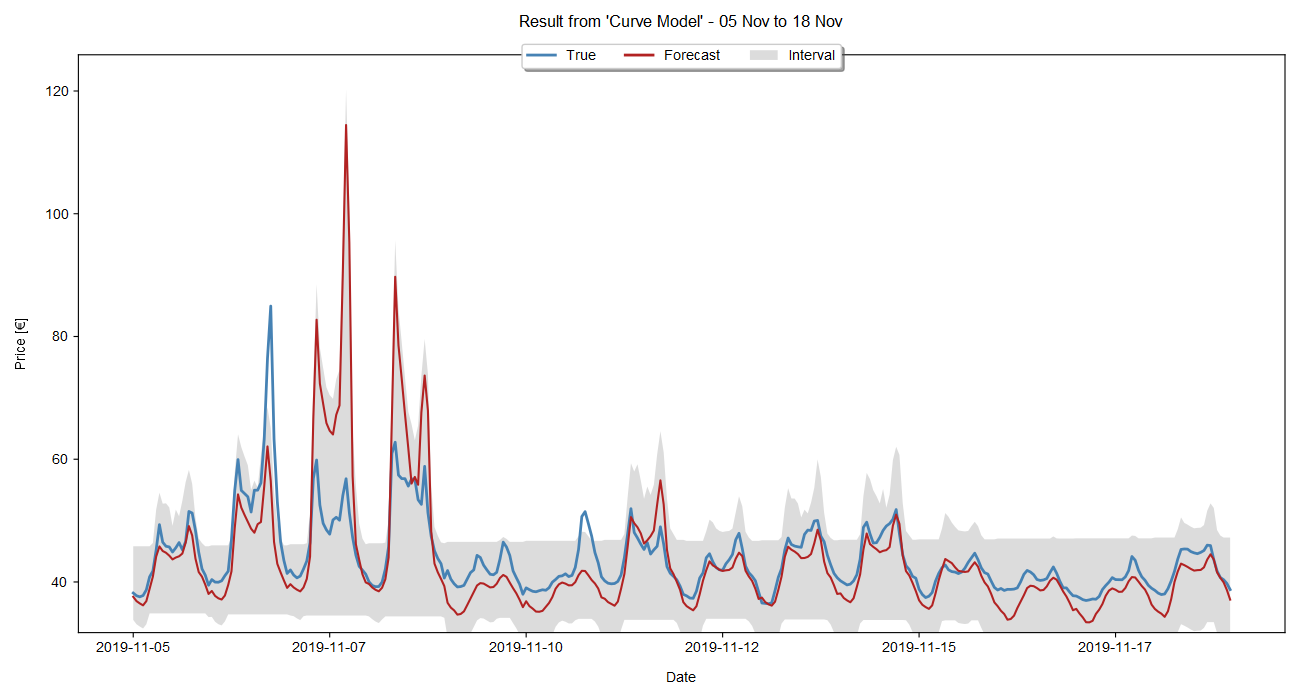 Result from 'Curve Model' - 05 Nov to 18 Nov
True Forecast Interval
120
100
80
60
40
Price [€]
2019-11-05 2019-11-07 2019-11-10 2019-11-12 2019-11-15 2019-11-17
Date